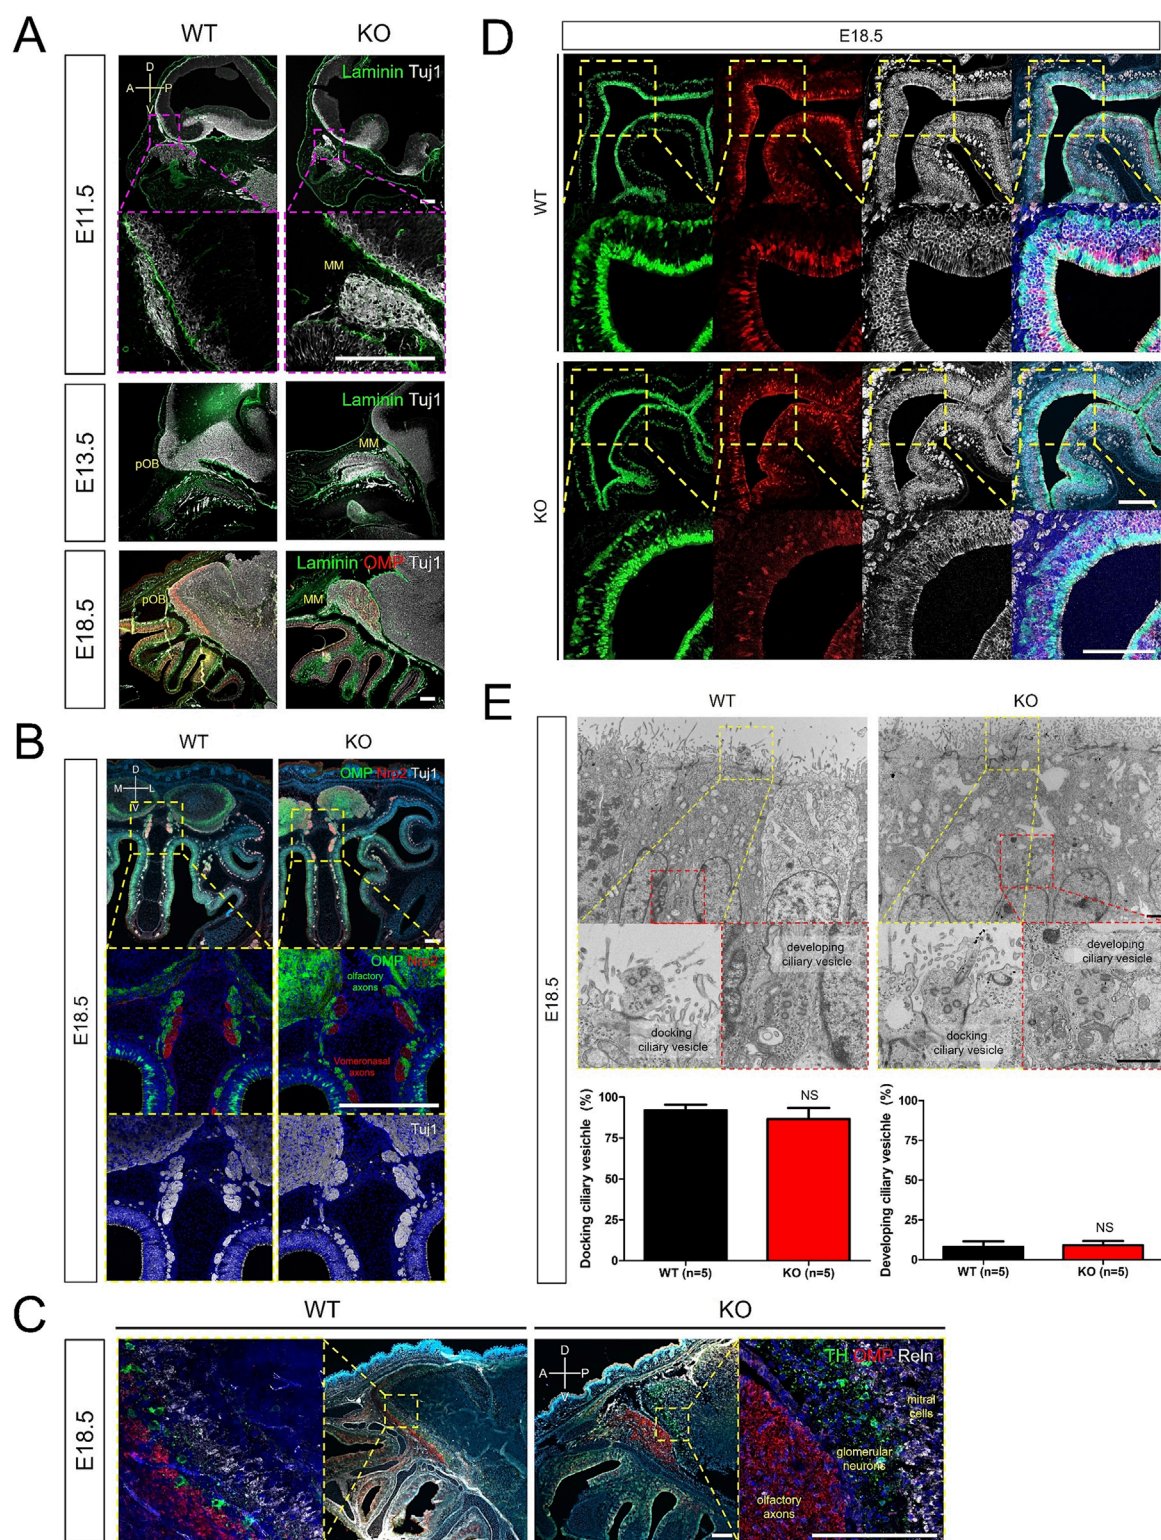 A
WT
KO
E11.5
D
A P
V
Laminin Tuj1
MM
E13.5
pOB
Laminin Tuj1
MM
E18.5
pOB
Laminin OMP Tuj1
MM
B
WT
KO
E18.5
D
M L
V
OMP Nrp2 Tuj1
OMP Nrp2
olfactory
axons
Vomeronasal
axons
Tuj1
C
WT
KO
E18.5
D
A P
V
TH OMP Reln
mitral
cells
glomerular
neurons
olfactory
axons
D
E18.5
WT
KO
E
WT
KO
E18.5
docking
ciliary vesicle
developing
ciliary vesicle
docking
ciliary vesicle
developing
ciliary vesicle
Docking ciliary vesichle (%)
100
75
50
25
0
NS
WT (n=5)
KO (n=5)
Developing ciliary vesichle (%)
100
75
50
25
0
NS
WT (n=5)
KO (n=5)